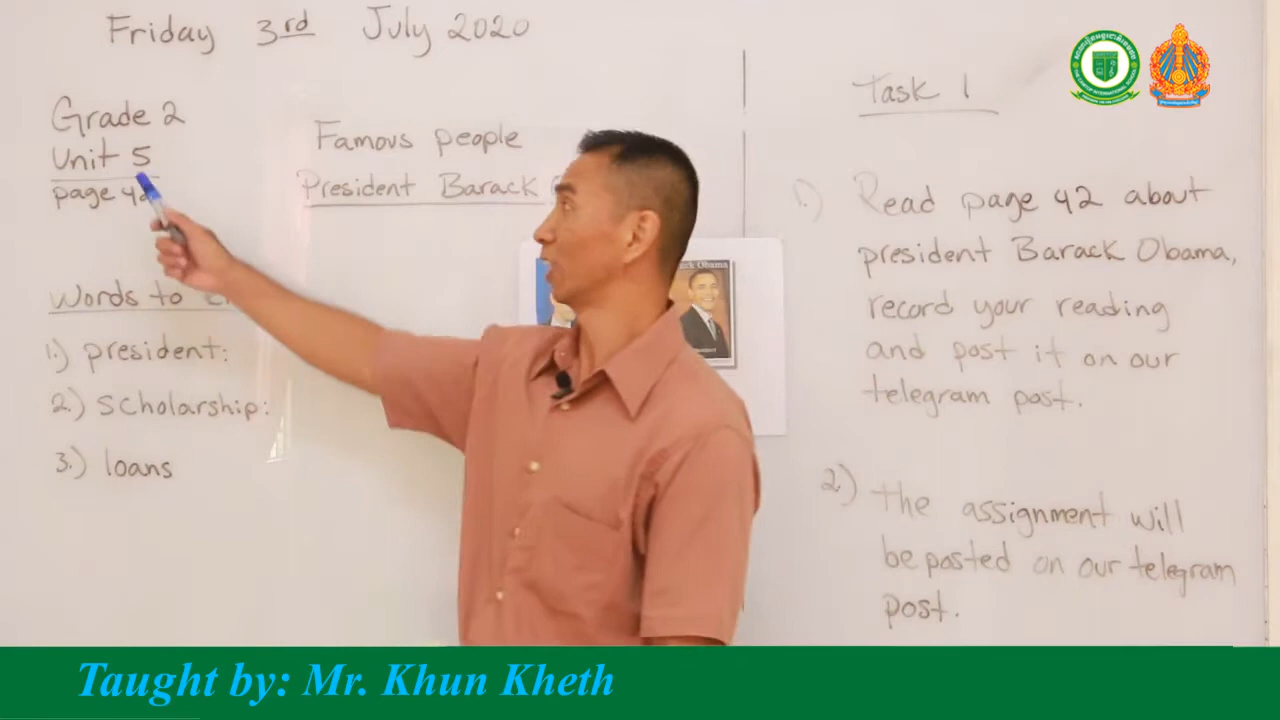 Friday 3rd July 2020
Grade 2
Unit 5
page 42
Famous people
President Barack
Words to
1.) president:
2.) Scholarship:
3.) loans
Barack Obama
Task 1
1.) Read page 42 about
president Barack Obama,
record your reading
and post it on our
telegram post.
2.) the assignment will
be posted on our telegram
post.
Taught by: Mr. Khun Kheth